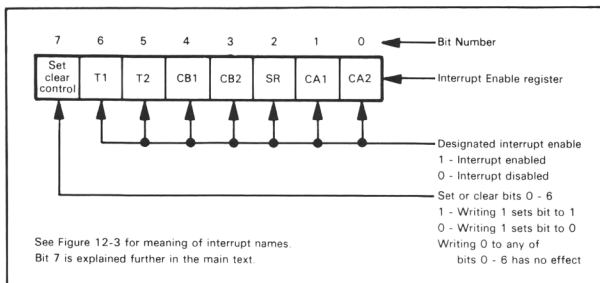 7 6 5 4 3 2 1 0 Bit Number
Set
clear
control T1 T2 CB1 CB2 SR CA1 CA2 Interrupt Enable register
Designated interrupt enable
1 - Interrupt enabled
0 - Interrupt disabled
Set or clear bits 0 - 6
1 - Writing 1 sets bit to 1
0 - Writing 1 sets bit to 0
Writing 0 to any of
bits 0 - 6 has no effect
See Figure 12-3 for meaning of interrupt names.
Bit 7 is explained further in the main text.